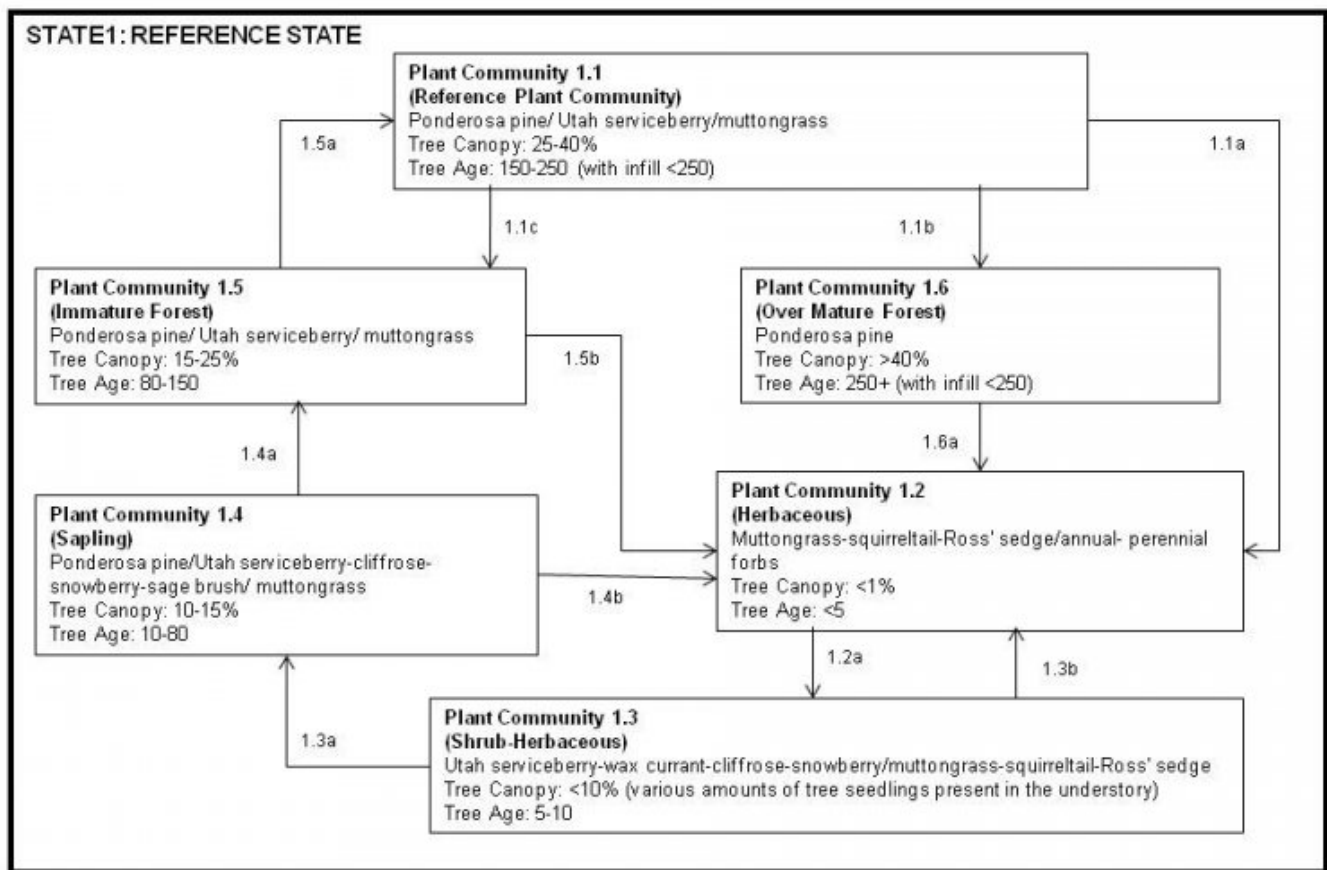 STATE1: REFERENCE STATE
Plant Community 1.1
(Reference Plant Community)
Ponderosa pine/ Utah serviceberry/muttongrass
Tree Canopy: 25-40%
Tree Age: 150-250 (with infill <250)
1.5a
1.1a
1.1c
1.1b
Plant Community 1.5
(Immature Forest)
Ponderosa pine/ Utah serviceberry/ muttongrass
Tree Canopy: 15-25%
Tree Age: 80-150
Plant Community 1.6
(Over Mature Forest)
Ponderosa pine
Tree Canopy: >40%
Tree Age: 250+ (with infill <250)
1.5b
1.4a
1.6a
Plant Community 1.4
(Sapling)
Ponderosa pine/Utah serviceberry-cliffrose-
snowberry-sage brush/ muttongrass
Tree Canopy: 10-15%
Tree Age: 10-80
Plant Community 1.2
(Herbaceous)
Muttongrass-squirreltail-Ross' sedge/annual- perennial
forbs
Tree Canopy: <1%
Tree Age: <5
1.4b
1.2a
1.3b
1.3a
Plant Community 1.3
(Shrub-Herbaceous)
Utah serviceberry-wax currant-cliffrose-snowberry/muttongrass-squirreltail-Ross' sedge
Tree Canopy: <10% (various amounts of tree seedlings present in the understory)
Tree Age: 5-10